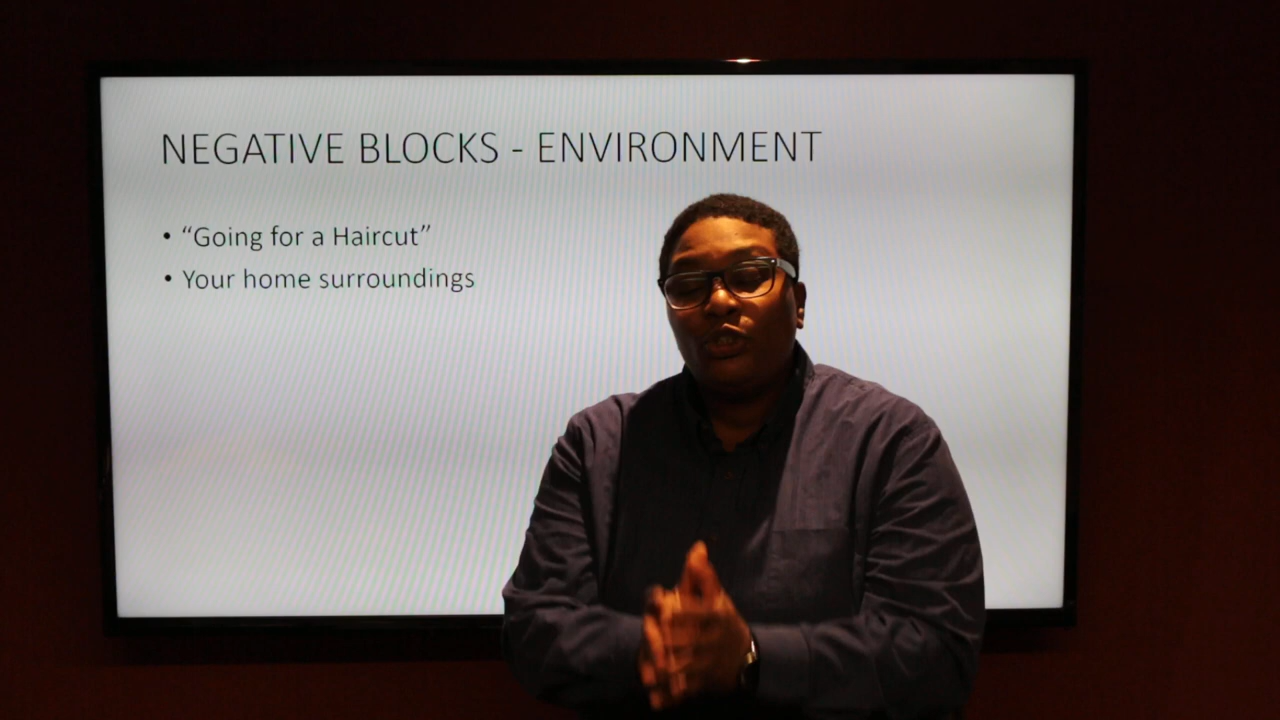 NEGATIVE BLOCKS - ENVIRONMENT
• “Going for a Haircut”
• Your home surroundings